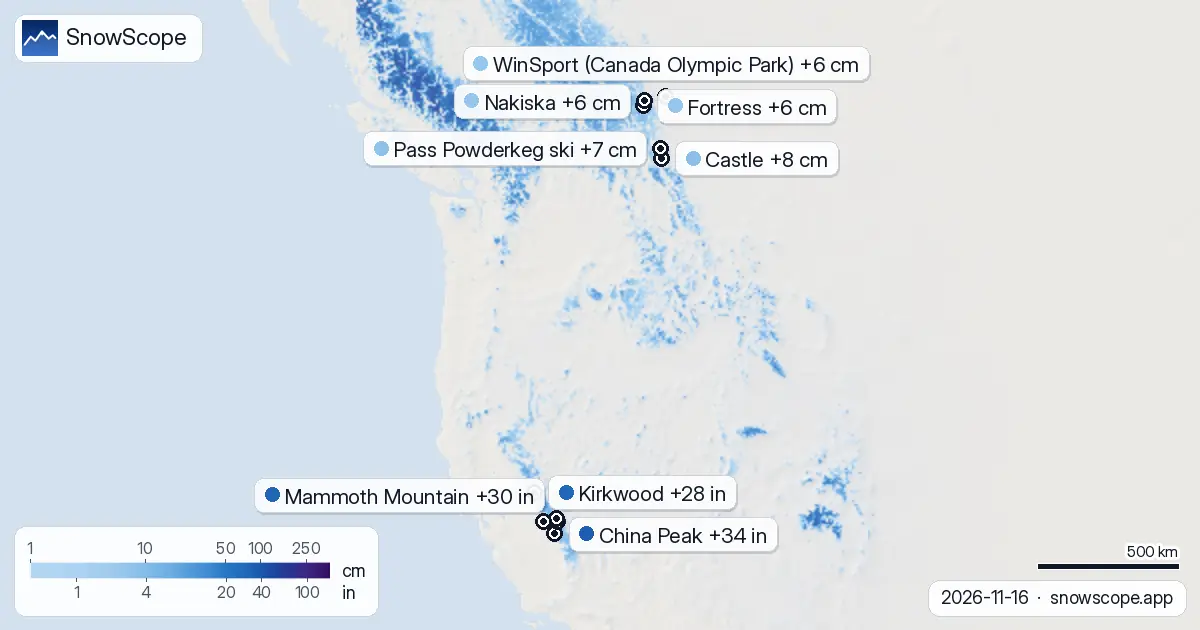 SnowScope
WinSport (Canada Olympic Park) +6 cm
Nakiska +6 cm
Fortress +6 cm
Pass Powderkeg ski +7 cm
Castle +8 cm
Mammoth Mountain +30 in
Kirkwood +28 in
China Peak +34 in
1 10 50 100 250
cm
1 4 20 40 100
in
500 km
2026-11-16 · snowscope.app